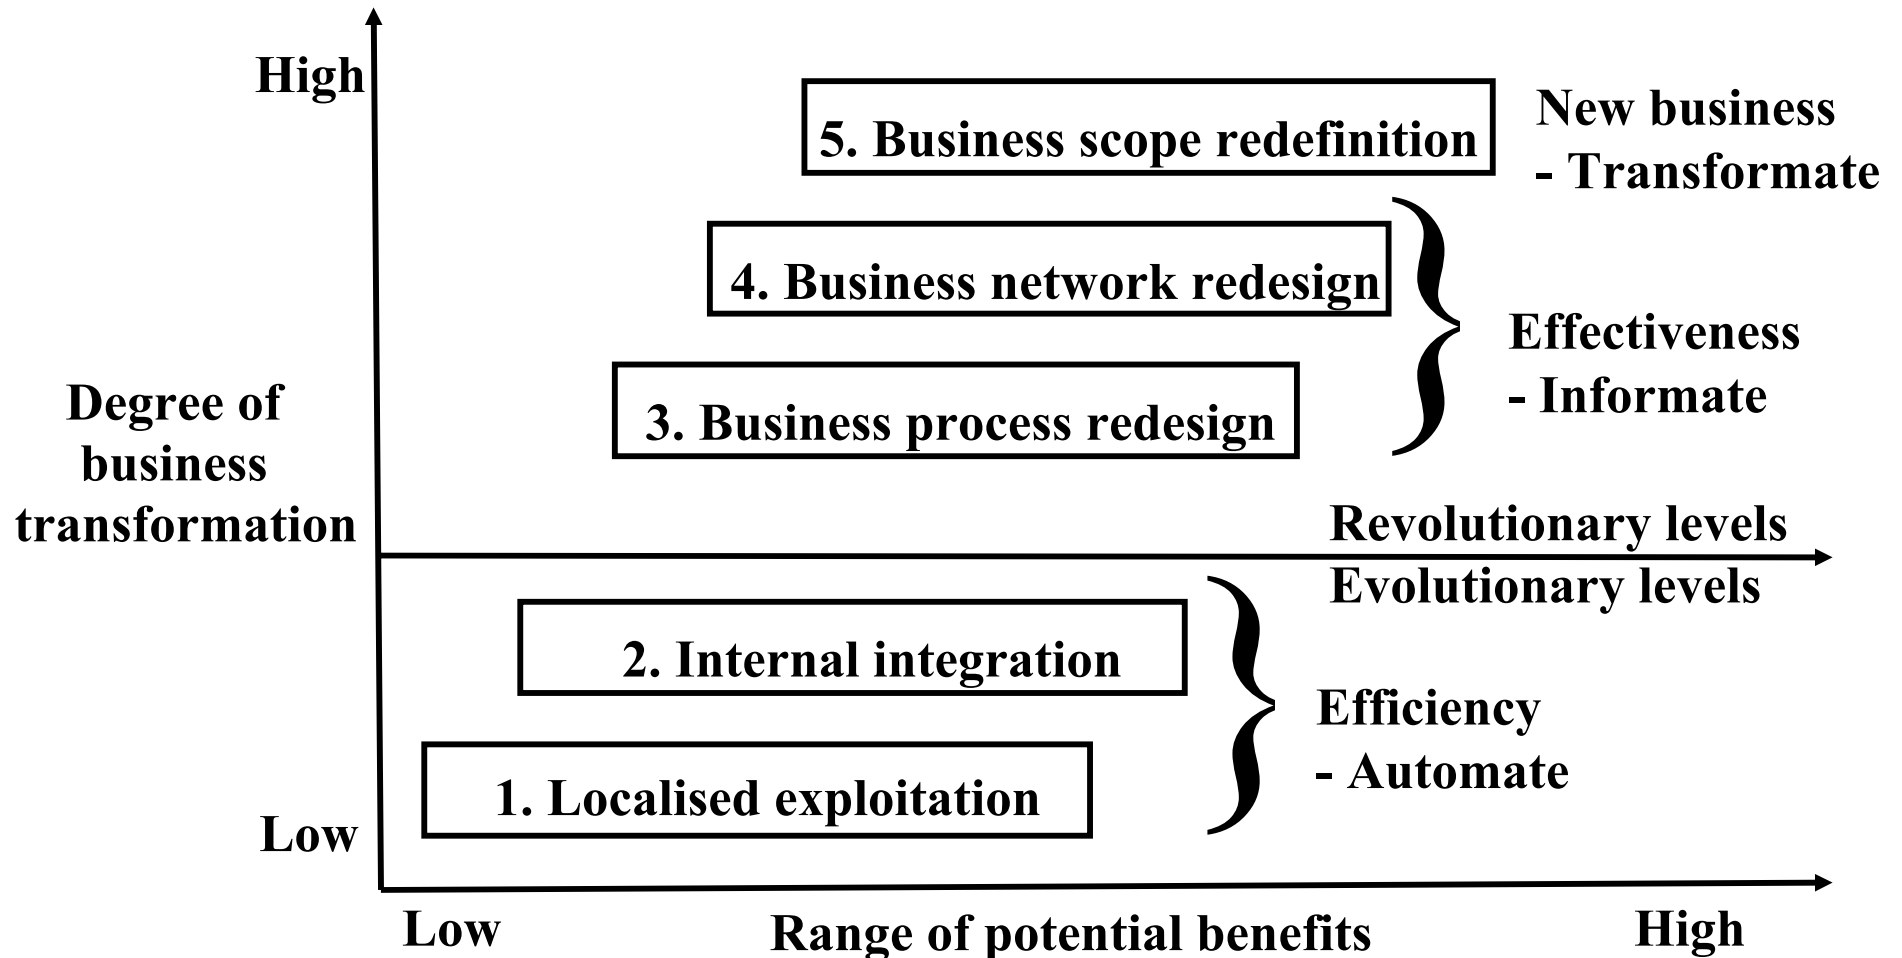 High
5. Business scope redefinition
New business
- Transformate
4. Business network redesign
Effectiveness
- Informate
3. Business process redesign
Degree of
business
transformation
Revolutionary levels
Evolutionary levels
2. Internal integration
Efficiency
- Automate
1. Localised exploitation
Low
Low
Range of potential benefits
High